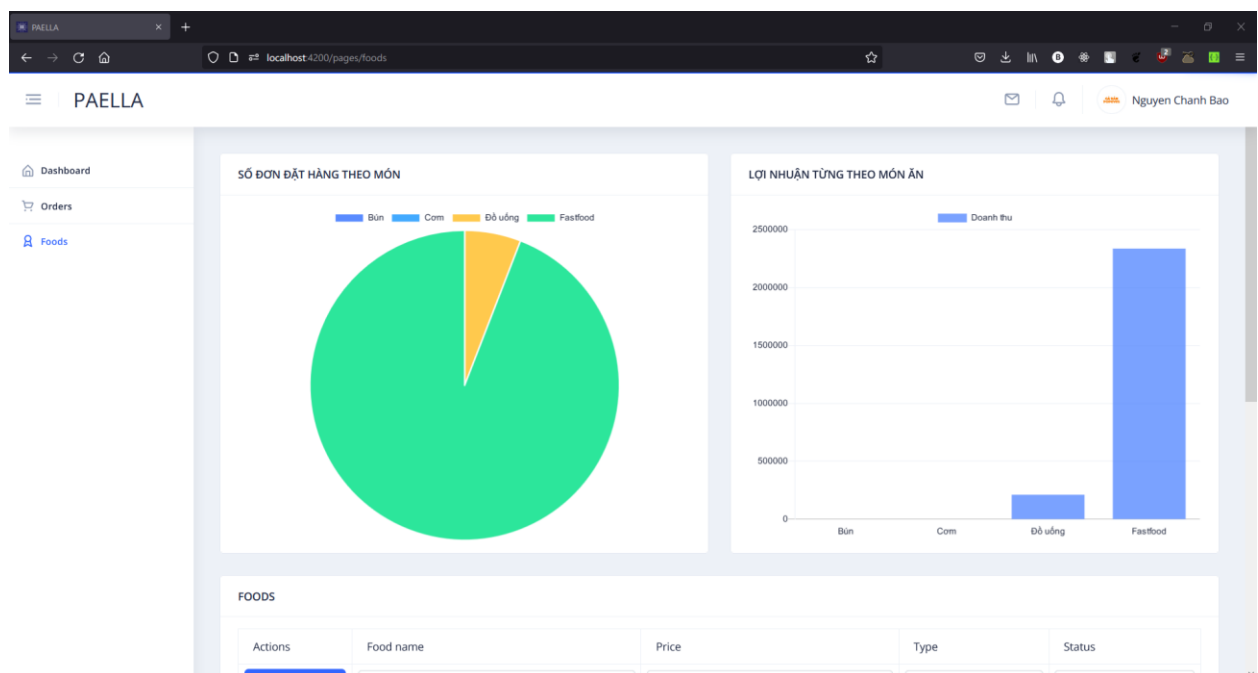 PAELLA
localhost:4200/pages/foods
2
PAELLA
Nguyen Chanh Bao
Dashboard
Orders
Foods
SỐ ĐƠN ĐẶT HÀNG THEO MÓN
Bún Cơm Đồ uống Fastfood
LỢI NHUẬN TỪNG THEO MÓN ĂN
Doanh thu
2500000
2000000
1500000
1000000
500000
0
Bún Cơm Đồ uống Fastfood
FOODS
Actions Food name Price Type Status